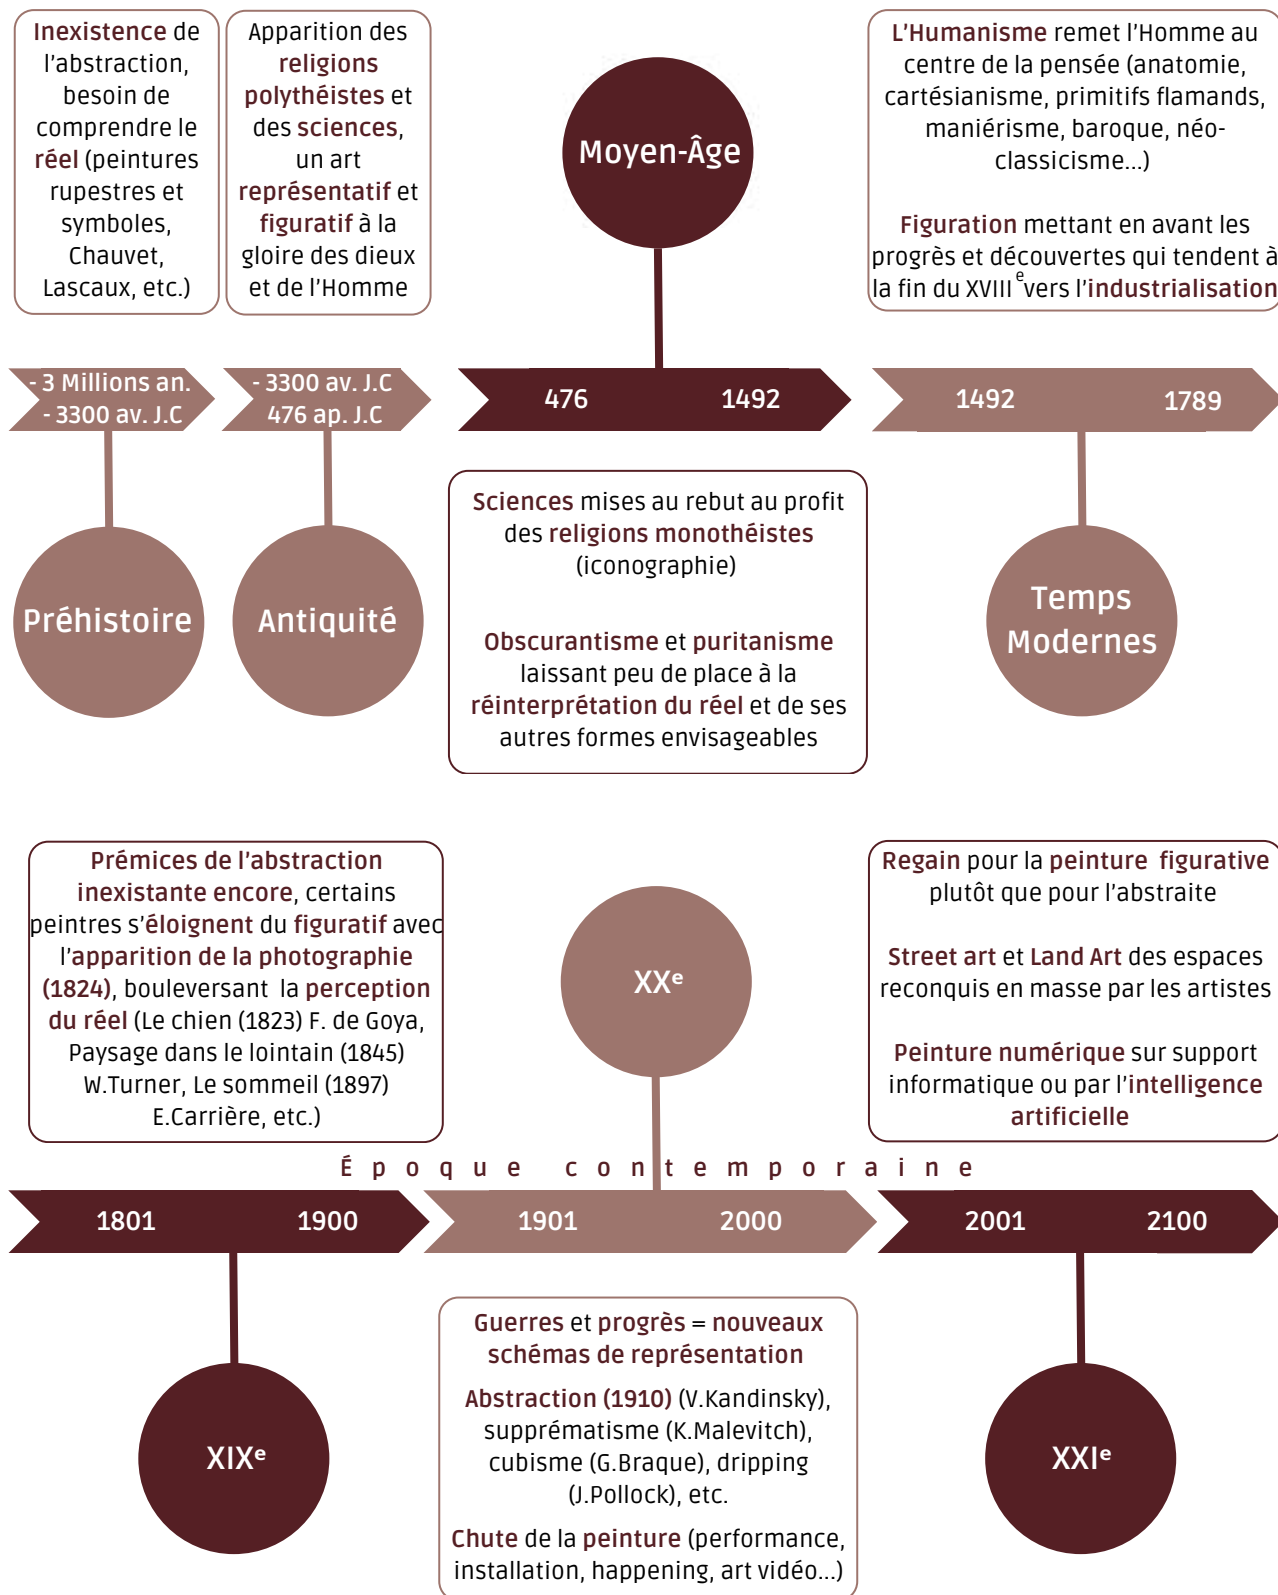 Inexistence de
l'abstraction,
besoin de
comprendre le
réel (peintures
rupestres et
symboles,
Chauvet,
Lascaux, etc.)
Apparition des
religions
polythéistes et
des sciences,
un art
représentatif et
figuratif à la
gloire des dieux
et de l'Homme
Moyen-Âge
L'Humanisme remet l'Homme au
centre de la pensée (anatomie,
cartésianisme, primitifs flamands,
maniérisme, baroque, néo-
classicisme...)
Figuration mettant en avant les
progrès et découvertes qui tendent à
la fin du XVIIIe vers l'industrialisation
- 3 Millions an.
- 3300 av. J.C
- 3300 av. J.C
476 ap. J.C
476 1492
1492 1789
Préhistoire
Antiquité
Sciences mises au rebut au profit
des religions monothéistes
(iconographie)
Obscurantisme et puritanisme
laissant peu de place à la
réinterprétation du réel et de ses
autres formes envisageables
Temps
Modernes
Prémices de l'abstraction
inexistante encore, certains
peintres s'éloignent du figuratif avec
l'apparition de la photographie
(1824), bouleversant la perception
du réel (Le chien (1823) F. de Goya,
Paysage dans le lointain (1845)
W.Turner, Le sommeil (1897)
E.Carrière, etc.)
XXe
Regain pour la peinture figurative
plutôt que pour l'abstraite
Street art et Land Art des espaces
reconquis en masse par les artistes
Peinture numérique sur support
informatique ou par l'intelligence
artificielle
Époque contemporaine
1801 1900
1901 2000
2001 2100
XIXe
Guerres et progrès = nouveaux
schémas de représentation
Abstraction (1910) (V.Kandinsky),
supprématisme (K.Malevitch),
cubisme (G.Braque), dripping
(J.Pollock), etc.
Chute de la peinture (performance,
installation, happening, art vidéo...)
XXIe